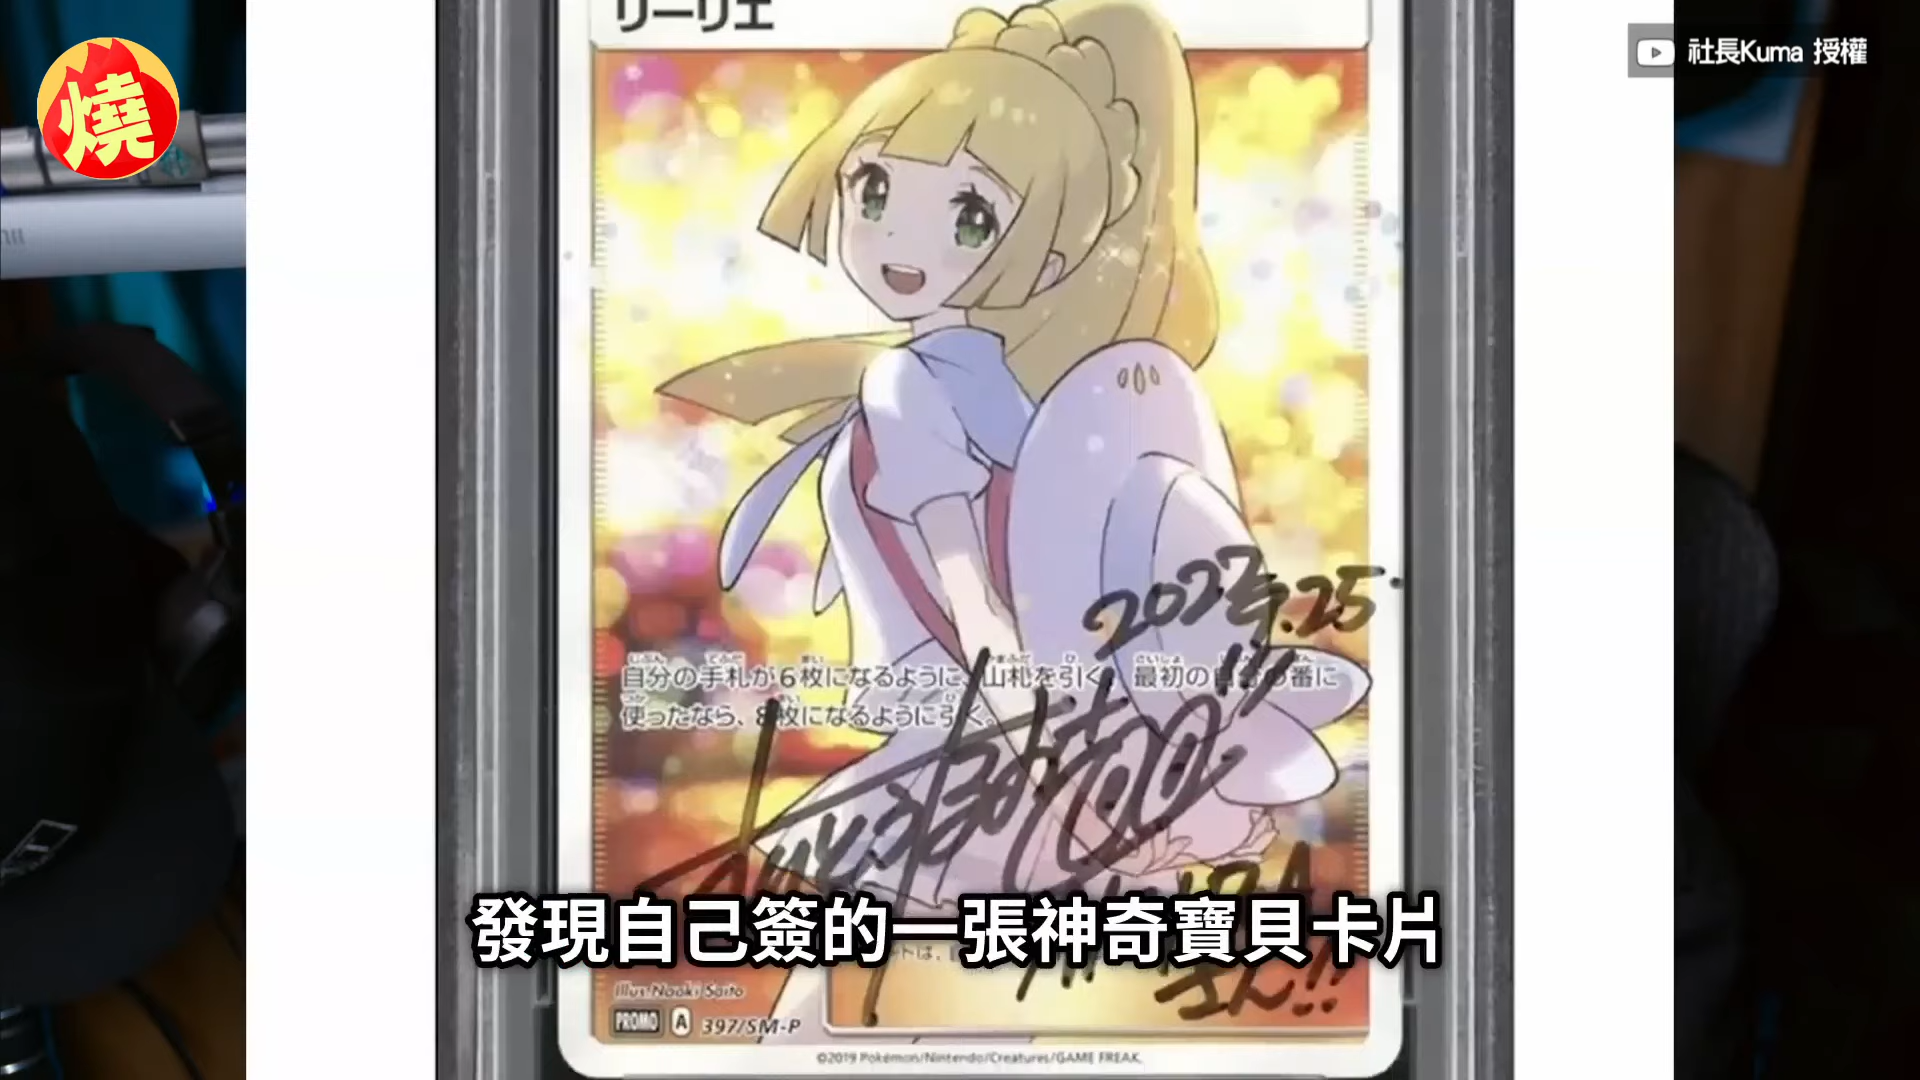 リーリエ
燒
社長Kuma 授權
2022.9.25
自分の手札が6枚になるように、山札を引く。最初の自分の番に
使ったなら、8枚になるように引く。
さん!!
發現自己簽的一張神奇寶貝卡片
Illus. Naoki Saito
PROMO A 397/SM-P
©2019 Pokémon/Nintendo/Creatures/GAME FREAK.